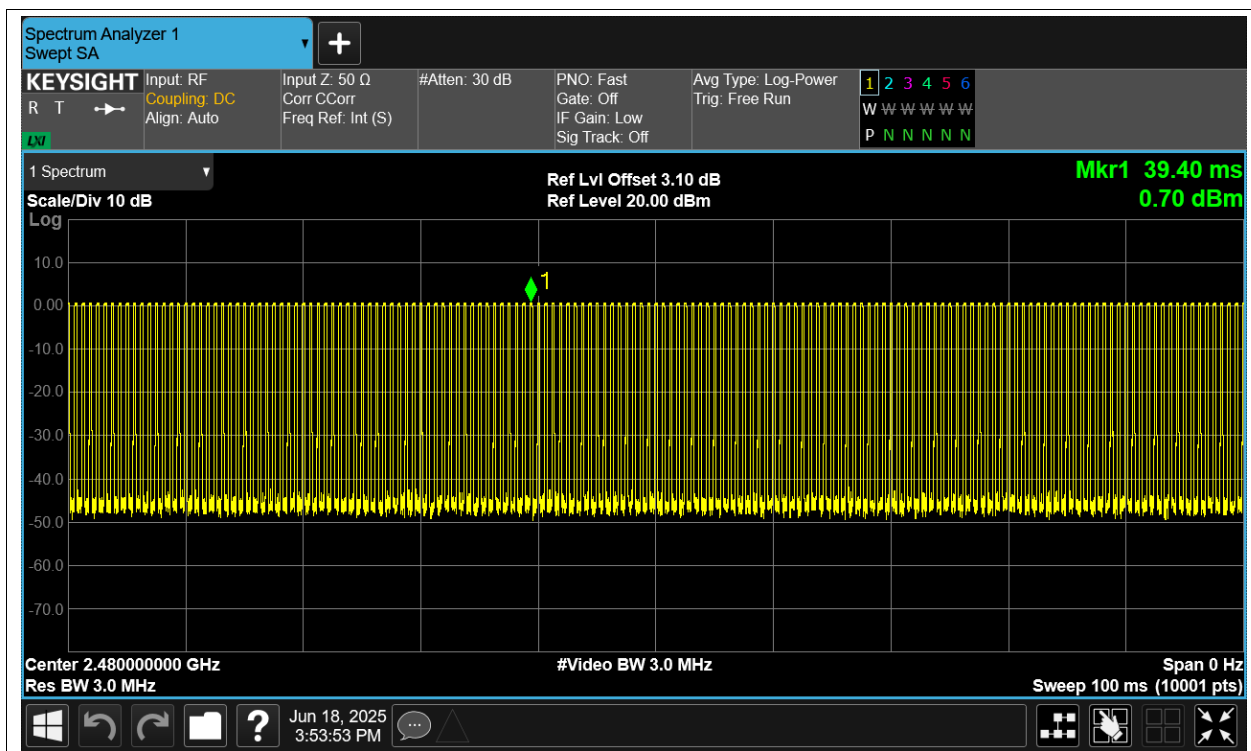 Spectrum Analyzer 1
Swept SA
KEYSIGHT
R T
LXI
Input: RF
Coupling: DC
Align: Auto
Input Z: 50 Ω
Corr CCorr
Freq Ref: Int (S)
#Atten: 30 dB
PNO: Fast
Gate: Off
IF Gain: Low
Sig Track: Off
Avg Type: Log-Power
Trig: Free Run
1 2 3 4 5 6
W W W W W W
P N N N N N
1 Spectrum
Scale/Div 10 dB
Ref Lvl Offset 3.10 dB
Ref Level 20.00 dBm
Mkr1 39.40 ms
0.70 dBm
Log
10.0
1
0.00
-10.0
-20.0
-30.0
-40.0
-50.0
-60.0
-70.0
Center 2.480000000 GHz
#Video BW 3.0 MHz
Span 0 Hz
Res BW 3.0 MHz
Sweep 100 ms (10001 pts)
?
Jun 18, 2025
3:53:53 PM